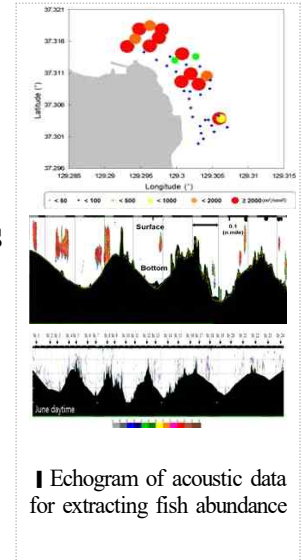 37.321
37.316
37.311
37.308
37.301
37.296
Latitude (°)
129.285 129.29 129.295 129.3 129.305 129.31 129.315
Longitude (°)
< 50 < 100 < 500 < 1000 < 2000 ≥ 2000
Surface
0.1
(n.mile)
Bottom
June daytime
Echogram of acoustic data
for extracting fish abundance